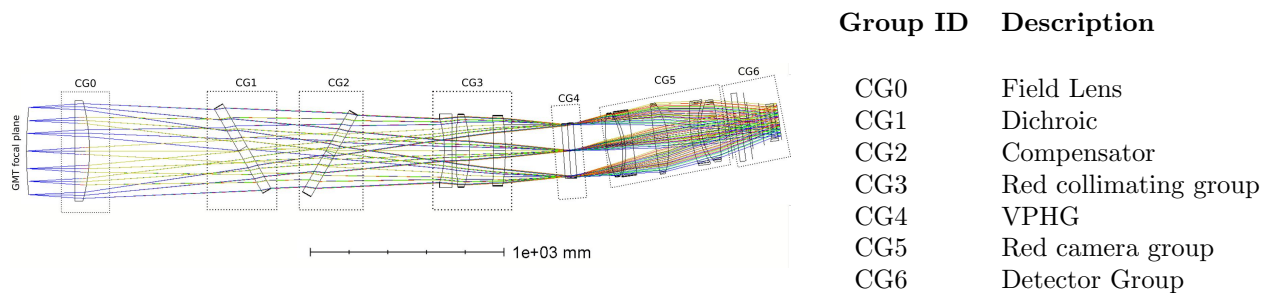 CG0
CG1
CG2
CG3
CG4
CG5
CG6
GMT focal plane
1e+03 mm
Group ID Description
CG0 Field Lens
CG1 Dichroic
CG2 Compensator
CG3 Red collimating group
CG4 VPHG
CG5 Red camera group
CG6 Detector Group